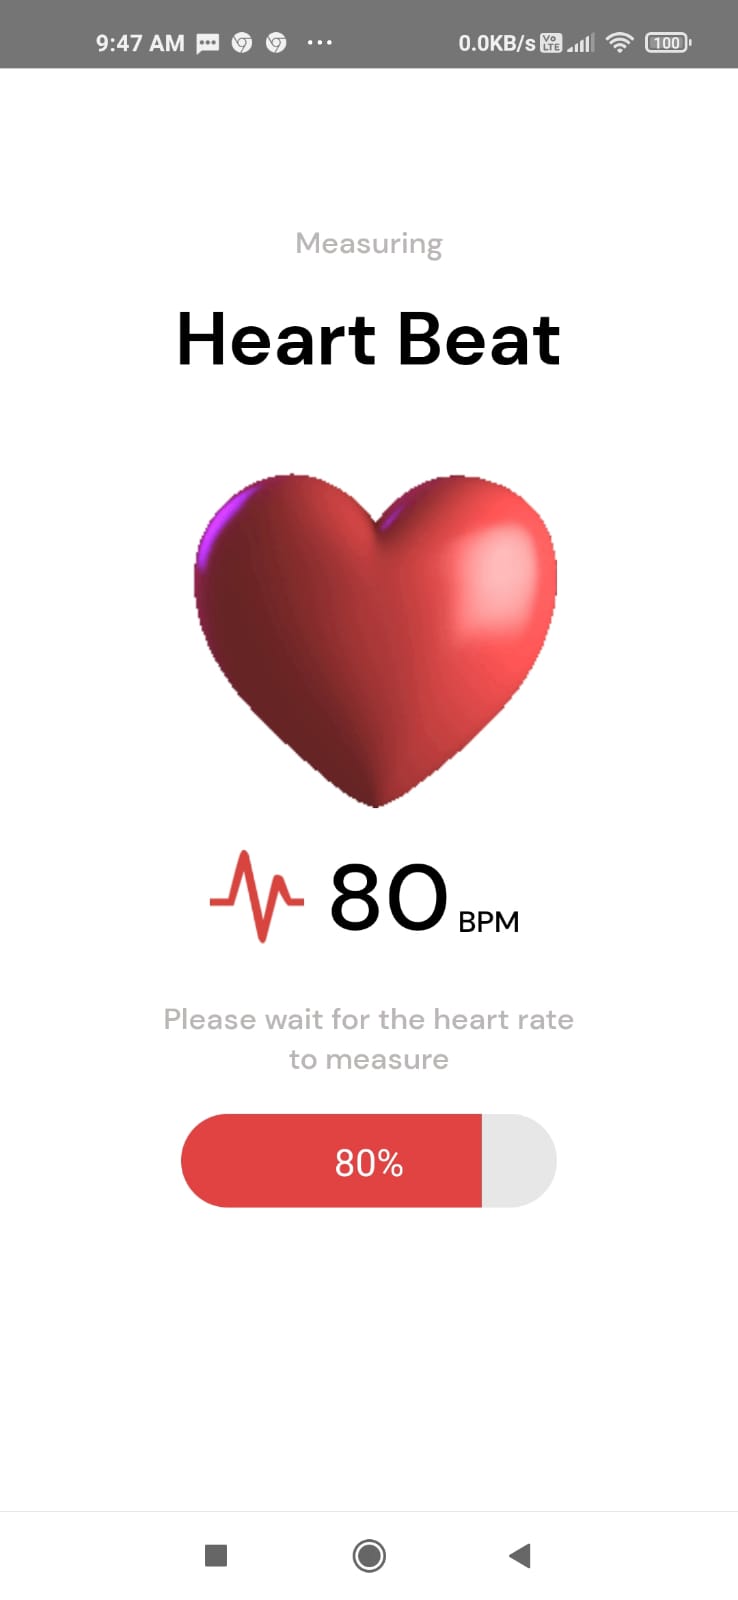 9:47 AM 0.0KB/s Vo LTE 100
Measuring
Heart Beat
80 BPM
Please wait for the heart rate
to measure
80%